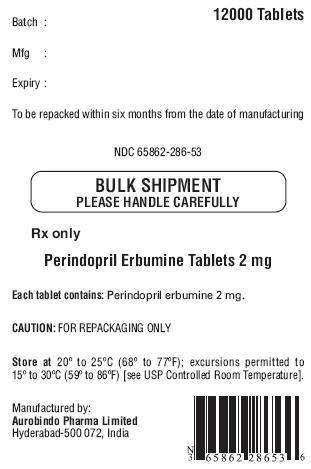 12000 Tablets
Batch :
Mfg :
Expiry :
To be repacked within six months from the date of manufacturing
NDC 65862-286-53
BULK SHIPMENT
PLEASE HANDLE CAREFULLY
Rx only
Perindopril Erbumine Tablets 2 mg
Each tablet contains: Perindopril erbumine 2 mg.
CAUTION: FOR REPACKAGING ONLY
Store at 20° to 25°C (68° to 77°F); excursions permitted to
15° to 30°C (59° to 86°F) [see USP Controlled Room Temperature].
Manufactured by:
Aurobindo Pharma Limited
Hyderabad-500 072, India
N
3 65862 28653 6